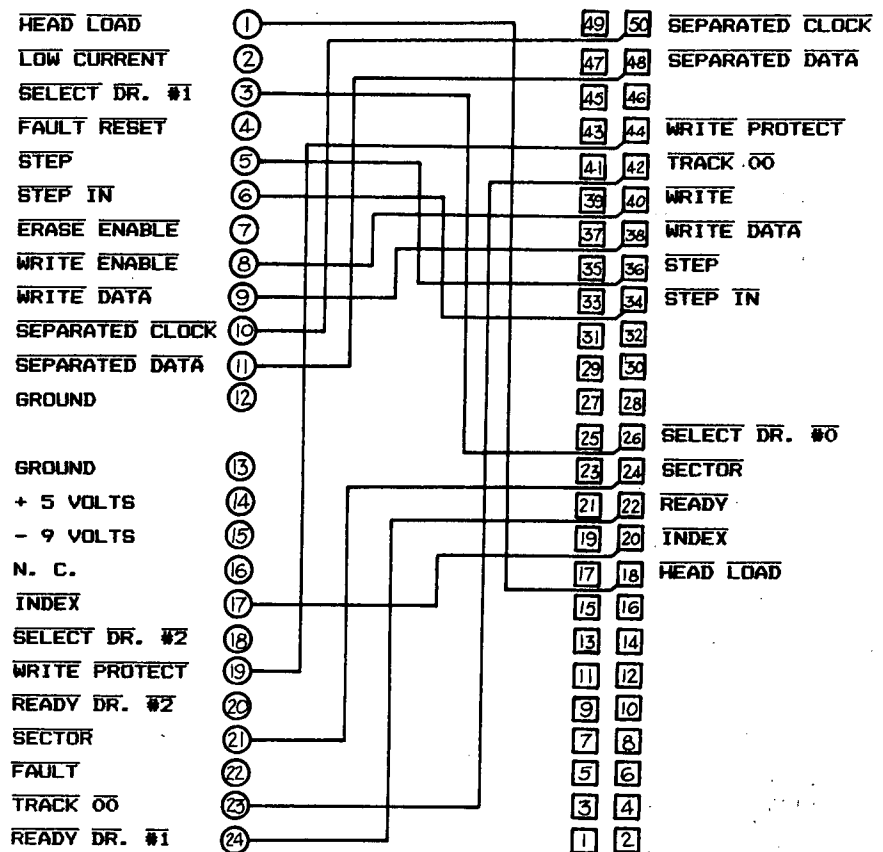 HEAD LOAD 1
LOW CURRENT 2
SELECT DR. #1 3
FAULT RESET 4
STEP 5
STEP IN 6
ERASE ENABLE 7
WRITE ENABLE 8
WRITE DATA 9
SEPARATED CLOCK 10
SEPARATED DATA 11
GROUND 12
GROUND 13
+ 5 VOLTS 14
- 9 VOLTS 15
N. C. 16
INDEX 17
SELECT DR. #2 18
WRITE PROTECT 19
READY DR. #2 20
SECTOR 21
FAULT 22
TRACK 00 23
READY DR. #1 24
49 50 SEPARATED CLOCK
47 48 SEPARATED DATA
45 46
43 44 WRITE PROTECT
41 42 TRACK 00
39 40 WRITE
37 38 WRITE DATA
35 36 STEP
33 34 STEP IN
31 32
29 30
27 28
25 26 SELECT DR. #0
23 24 SECTOR
21 22 READY
19 20 INDEX
17 18 HEAD LOAD
15 16
13 14
11 12
9 10
7 8
5 6
3 4
1 2